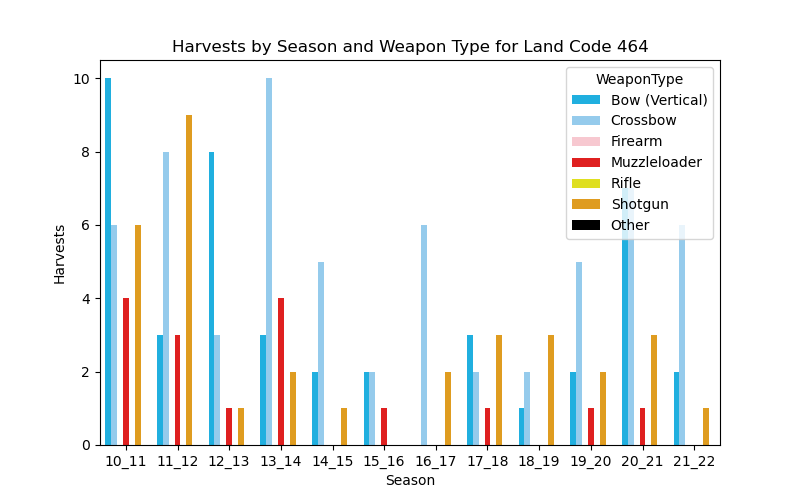 Harvests by Season and Weapon Type for Land Code 464
WeaponType
Bow (Vertical)
Crossbow
Firearm
Muzzleloader
Rifle
Shotgun
Other
Harvests
10
8
6
4
2
0
10_11 11_12 12_13 13_14 14_15 15_16 16_17 17_18 18_19 19_20 20_21 21_22
Season